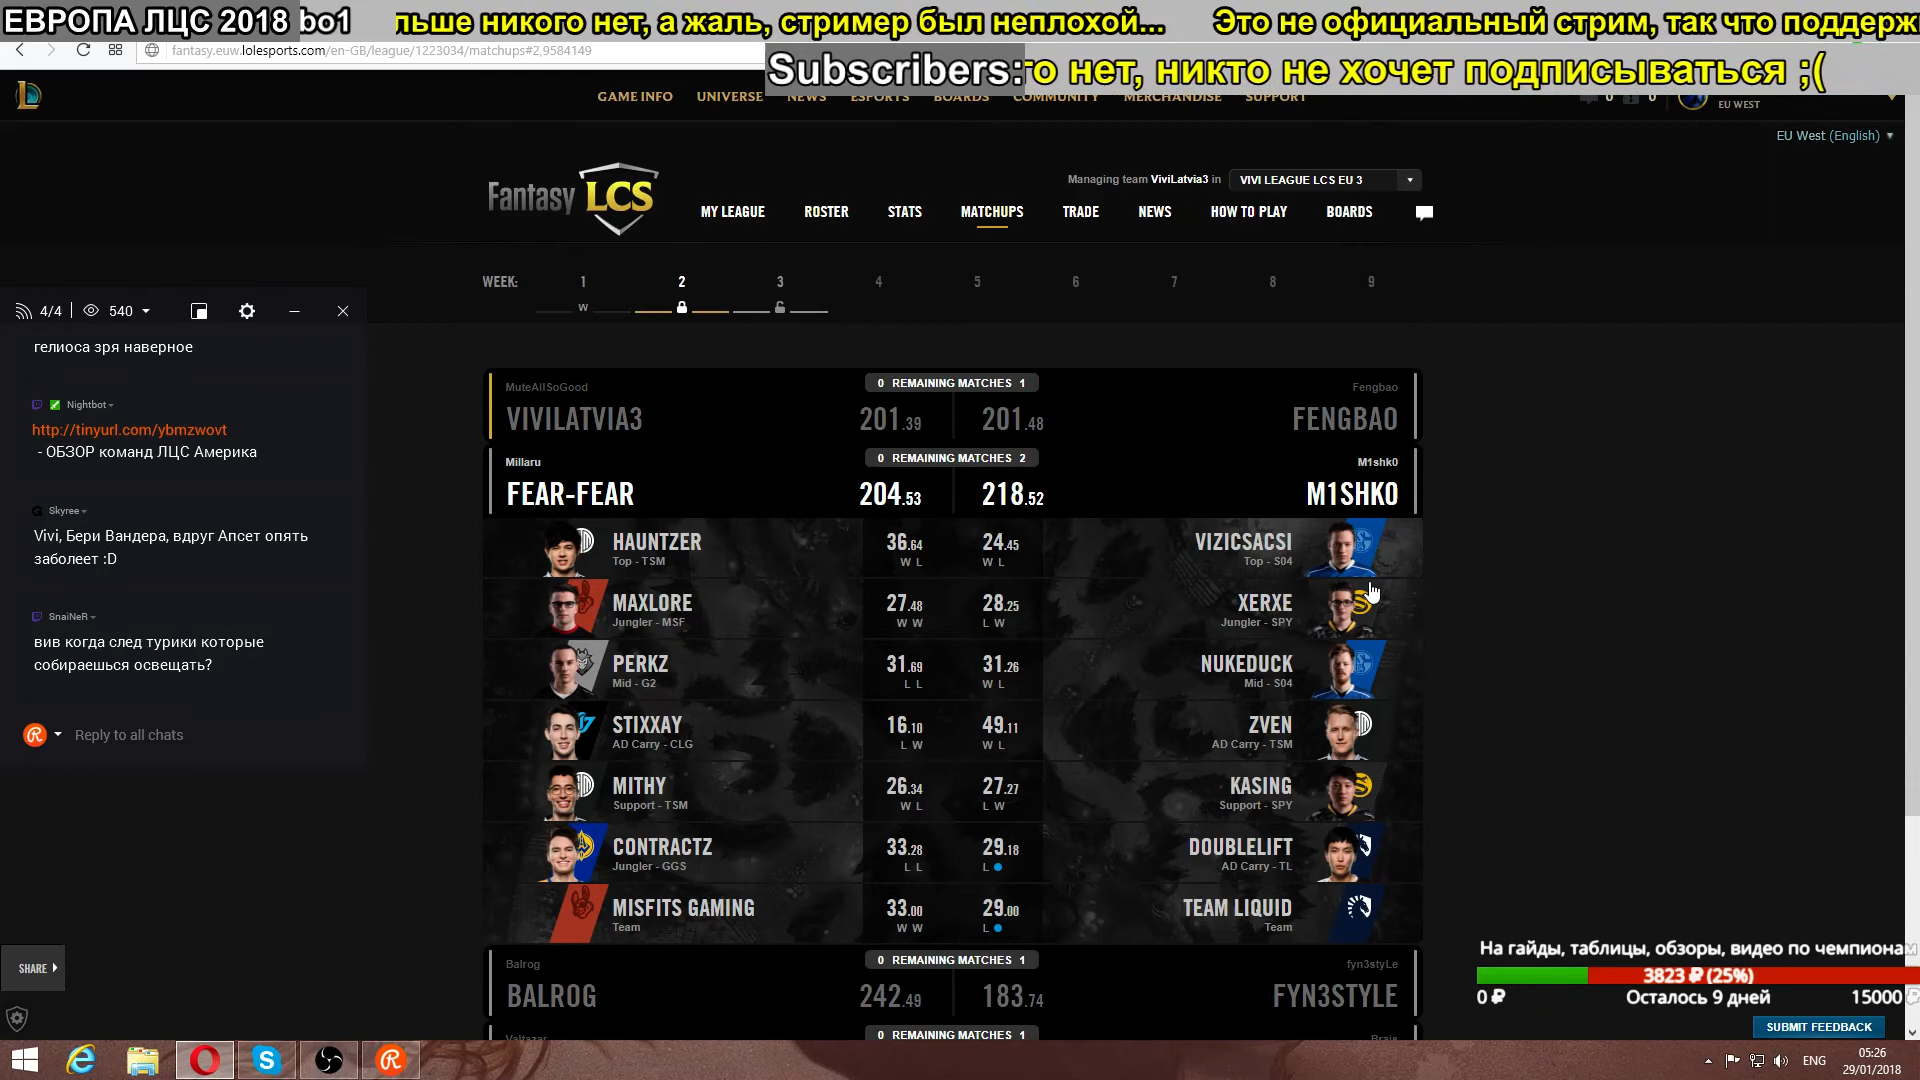 ЕВРОПА ЛЦС 2018 bo1 льше никого нет, а жаль, стример был неплохой... Это не официальный стрим, так что
fantasy.euw.lolesports.com/en-GB/league/1223034/matchups#2,9584149
Subscribers: о нет, никто не хочет подписываться ;(
GAME INFO UNIVERSE NEWS ESPORTS BOARDS COMMUNITY MERCHANDISE SUPPORT 0 0
EU WEST
EU West (English)
Fantasy LCS
Managing team ViviLatvia3 in VIVI LEAGUE LCS EU 3
MY LEAGUE ROSTER STATS MATCHUPS TRADE NEWS HOW TO PLAY BOARDS
WEEK: 1 2 3 4 5 6 7 8 9
W
4/4 540
гелиоса зря наверное
Nightbot
http://tinyurl.com/ybmzwovt
- ОБЗОР команд ЛЦС Америка
Skyree
Vivi, Бери Вандера, вдруг Апсет опять
заболеет :D
SnaiNeR
вив когда след турики которые
собираешься освещать?
Reply to all chats
MuteAllSoGood 0 REMAINING MATCHES 1 Fengbao
VIVILATVIA3 201.39 201.48 FENGBAO
Millaru 0 REMAINING MATCHES 2 M1shk0
FEAR-FEAR 204.53 218.52 M1SHK0
HAUNTZER 36.64 24.45 VIZICSACSI
Top - TSM W L W L Top - S04
MAXLORE 27.48 28.25 XERXE
Jungler - MSF W W L W Jungler - SPY
PERKZ 31.69 31.26 NUKEDUCK
Mid - G2 L L W L Mid - S04
STIXXAY 16.10 49.11 ZVEN
AD Carry - CLG L W W L AD Carry - TSM
MITHY 26.34 27.27 KASING
Support - TSM W L L W Support - SPY
CONTRACTZ 33.28 29.18 DOUBLELIFT
Jungler - GGS L L L AD Carry - TL
MISFITS GAMING 33.00 29.00 TEAM LIQUID
Team W W L Team
Balrog 0 REMAINING MATCHES 1 fyn3styLe
BALROG 242.49 183.74 FYN3STYLE
Valtazar 0 REMAINING MATCHES 1 Brais
SHARE
На гайды, таблицы, обзоры, видео по чемпионам
3823 ₽ (25%)
0 ₽ Осталось 9 дней 15000 ₽
SUBMIT FEEDBACK
ENG 05:26
29/01/2018